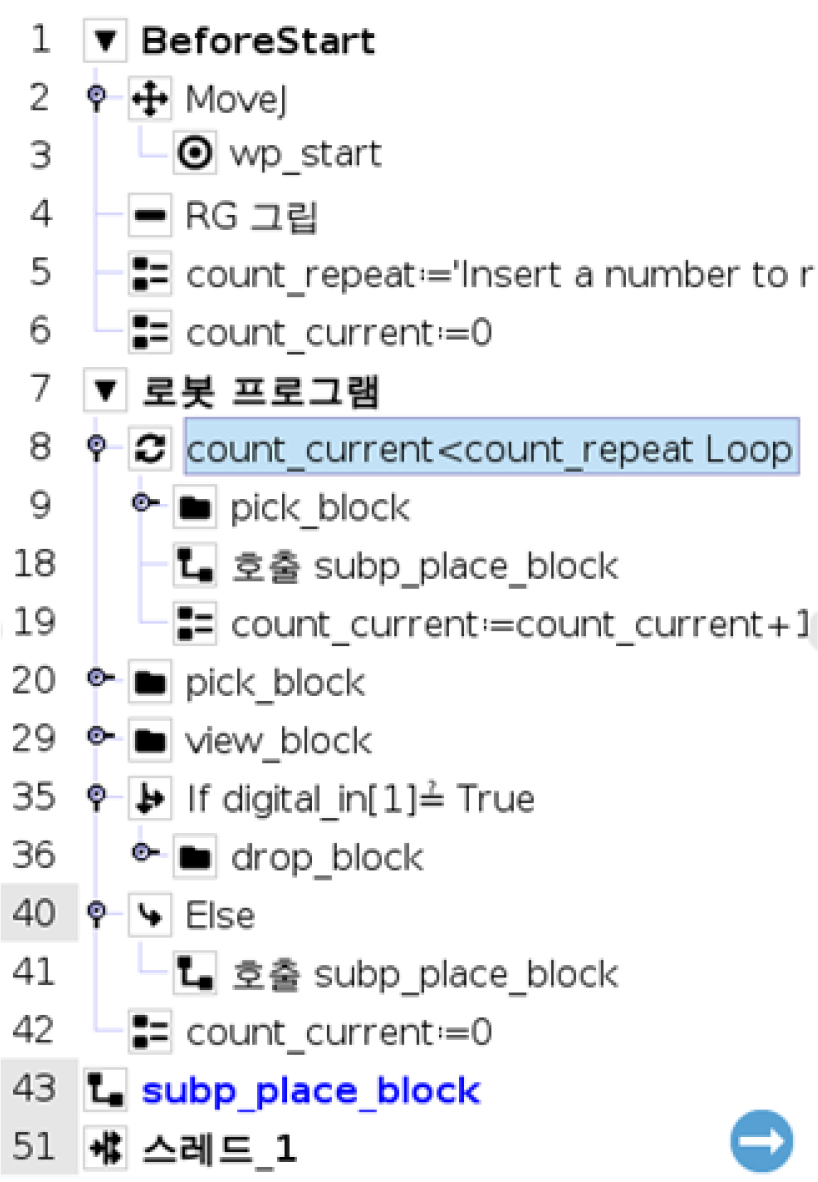 1 BeforeStart
2 MoveJ
3 wp_start
4 RG 그립
5 count_repeat:='Insert a number to r
6 count_current:=0
7 로봇 프로그램
8 count_current<count_repeat Loop
9 pick_block
18 호출 subp_place_block
19 count_current:=count_current+1
20 pick_block
29 view_block
35 If digital_in[1]≟ True
36 drop_block
40 Else
41 호출 subp_place_block
42 count_current:=0
43 subp_place_block
51 스레드_1